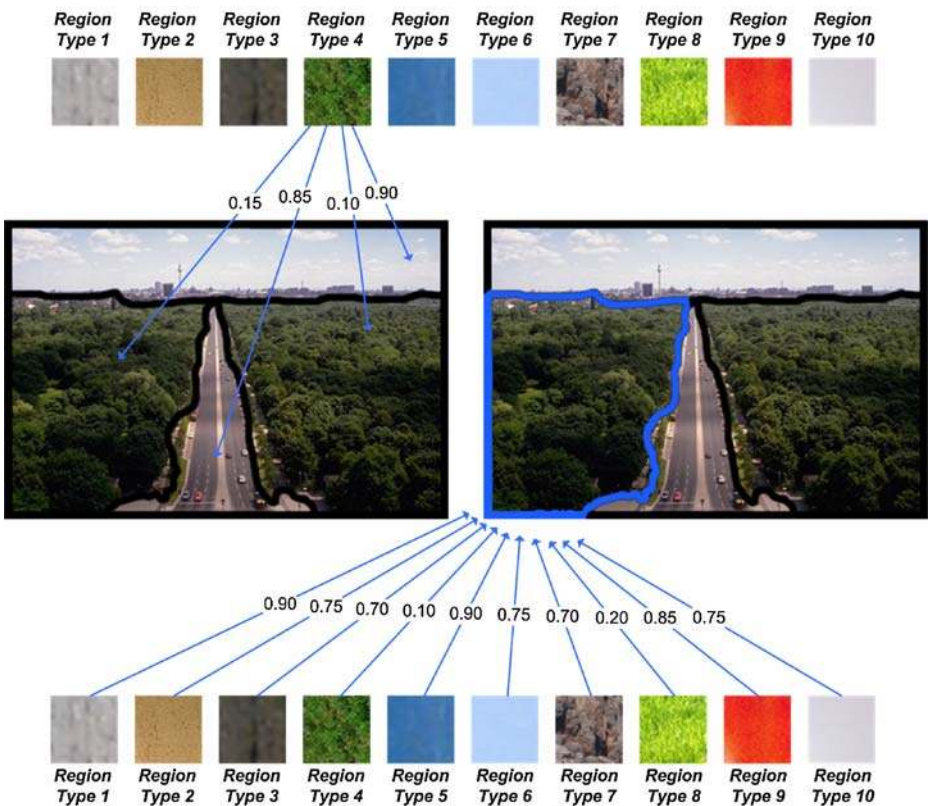 Region Type 1
Region Type 2
Region Type 3
Region Type 4
Region Type 5
Region Type 6
Region Type 7
Region Type 8
Region Type 9
Region Type 10
0.15
0.85
0.10
0.90
0.90
0.75
0.70
0.10
0.90
0.75
0.70
0.20
0.85
0.75
Region Type 1
Region Type 2
Region Type 3
Region Type 4
Region Type 5
Region Type 6
Region Type 7
Region Type 8
Region Type 9
Region Type 10